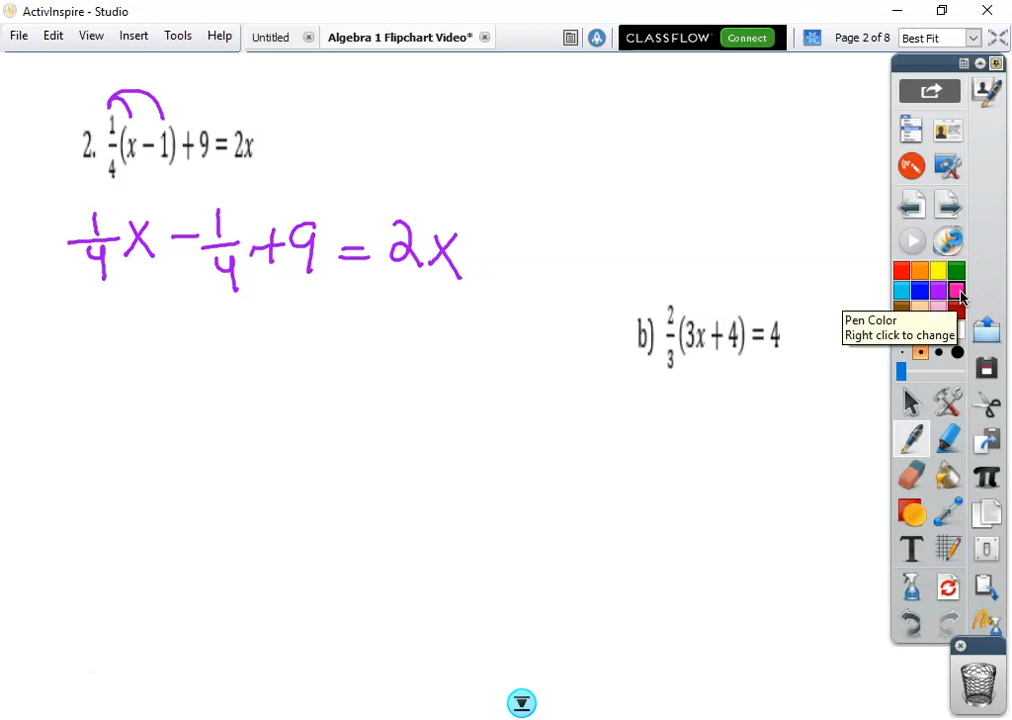 ActivInspire - Studio
File Edit View Insert Tools Help Untitled Algebra 1 Flipchart Video* CLASSFLOW Connect Page 2 of 8 Best Fit
2. 1/4(x − 1) + 9 = 2x
1/4 x − 1/4 + 9 = 2x
Pen Color
Right click to change
b) 2/3(3x + 4) = 4
T
π